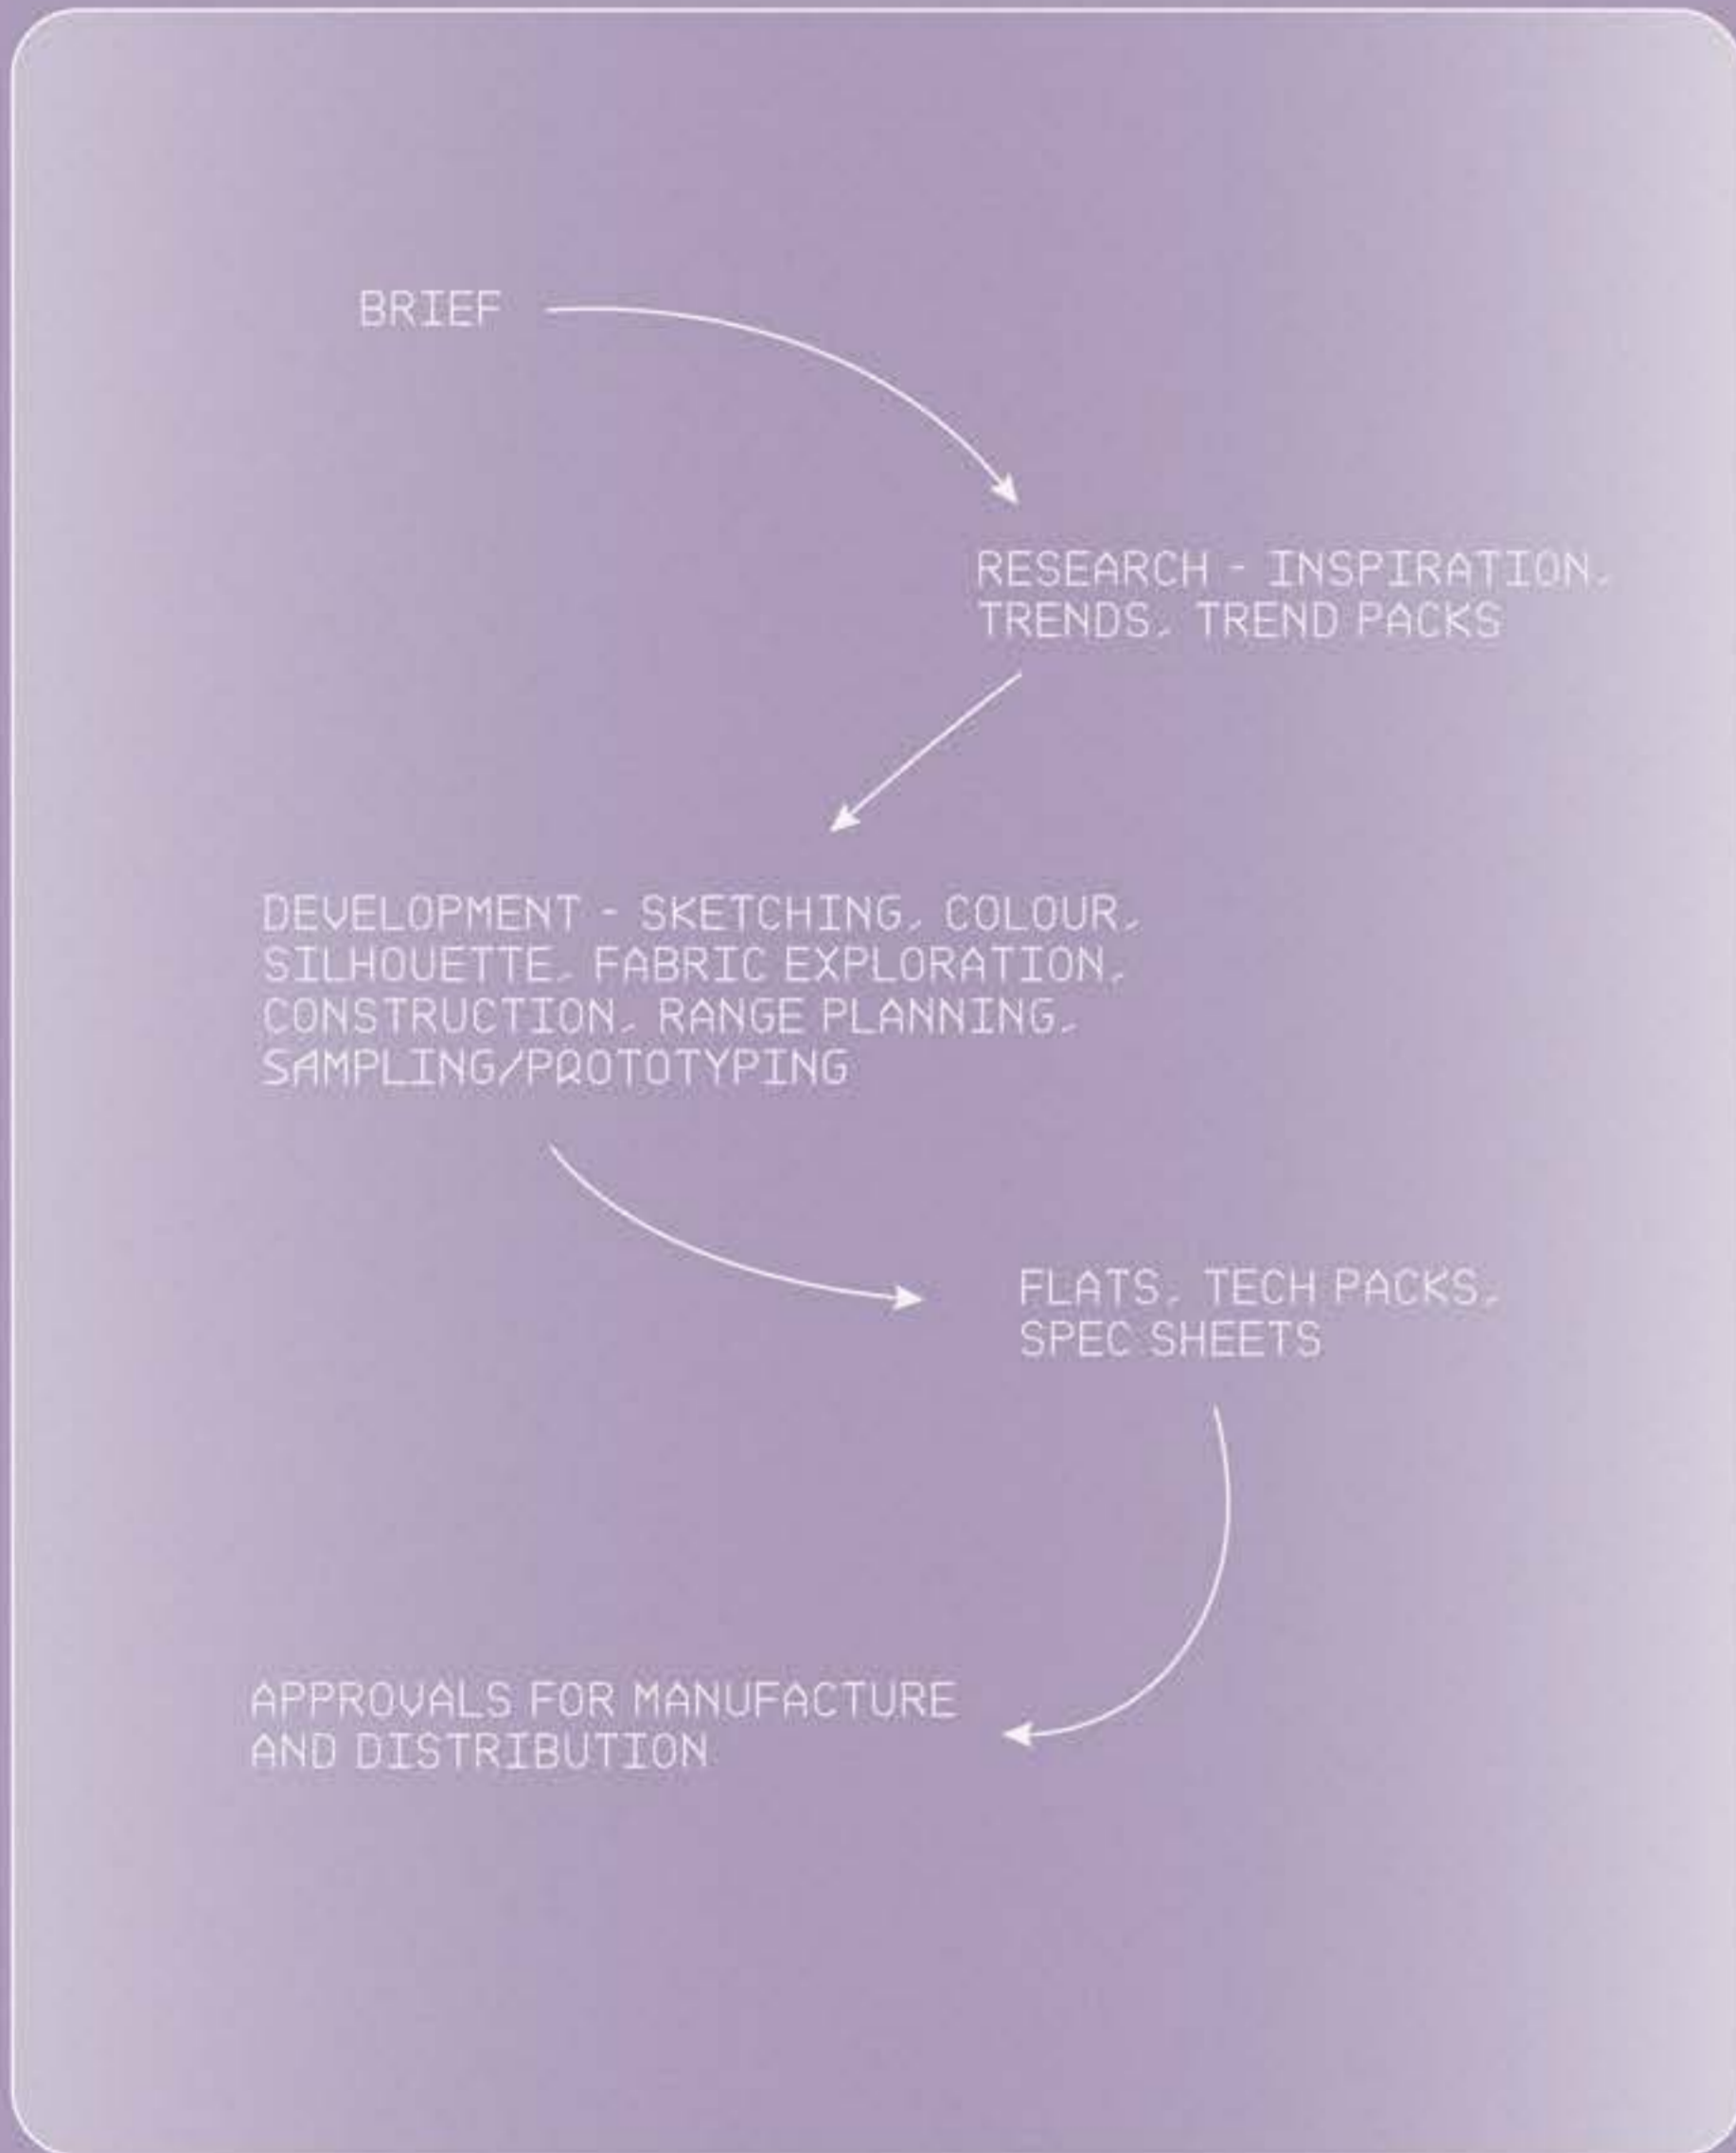 BRIEF
RESEARCH - INSPIRATION,
TRENDS, TREND PACKS
DEVELOPMENT - SKETCHING, COLOUR,
SILHOUETTE, FABRIC EXPLORATION,
CONSTRUCTION, RANGE PLANNING,
SAMPLING/PROTOTYPING
FLATS, TECH PACKS,
SPEC SHEETS
APPROVALS FOR MANUFACTURE
AND DISTRIBUTION